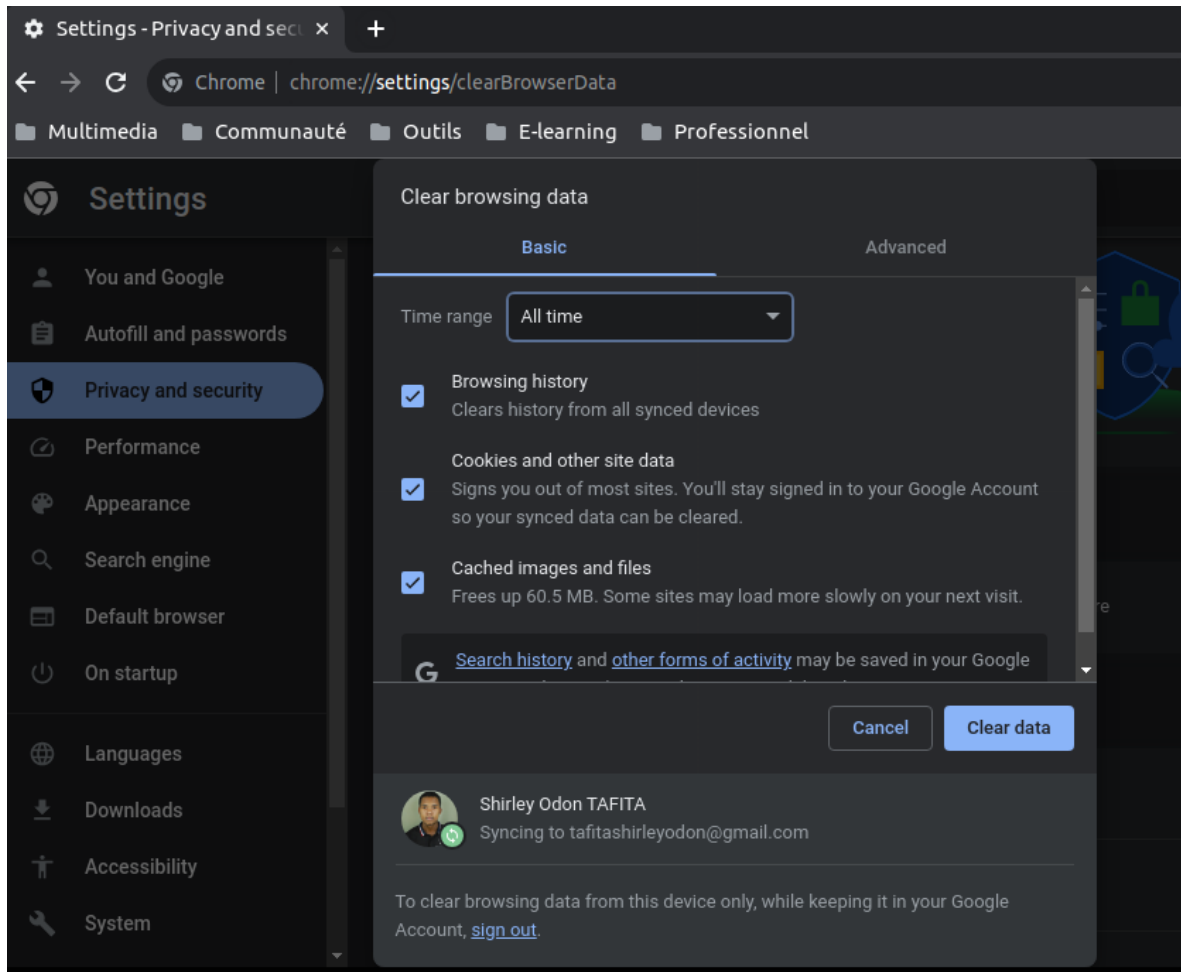 Settings - Privacy and secu
Chrome | chrome://settings/clearBrowserData
Multimedia Communauté Outils E-learning Professionnel
Settings
You and Google
Autofill and passwords
Privacy and security
Performance
Appearance
Search engine
Default browser
On startup
Languages
Downloads
Accessibility
System
Clear browsing data
Basic Advanced
Time range All time
Browsing history
Clears history from all synced devices
Cookies and other site data
Signs you out of most sites. You'll stay signed in to your Google Account
so your synced data can be cleared.
Cached images and files
Frees up 60.5 MB. Some sites may load more slowly on your next visit.
Search history and other forms of activity may be saved in your Google
Cancel Clear data
Shirley Odon TAFITA
Syncing to tafitashirleyodon@gmail.com
To clear browsing data from this device only, while keeping it in your Google
Account, sign out.
re